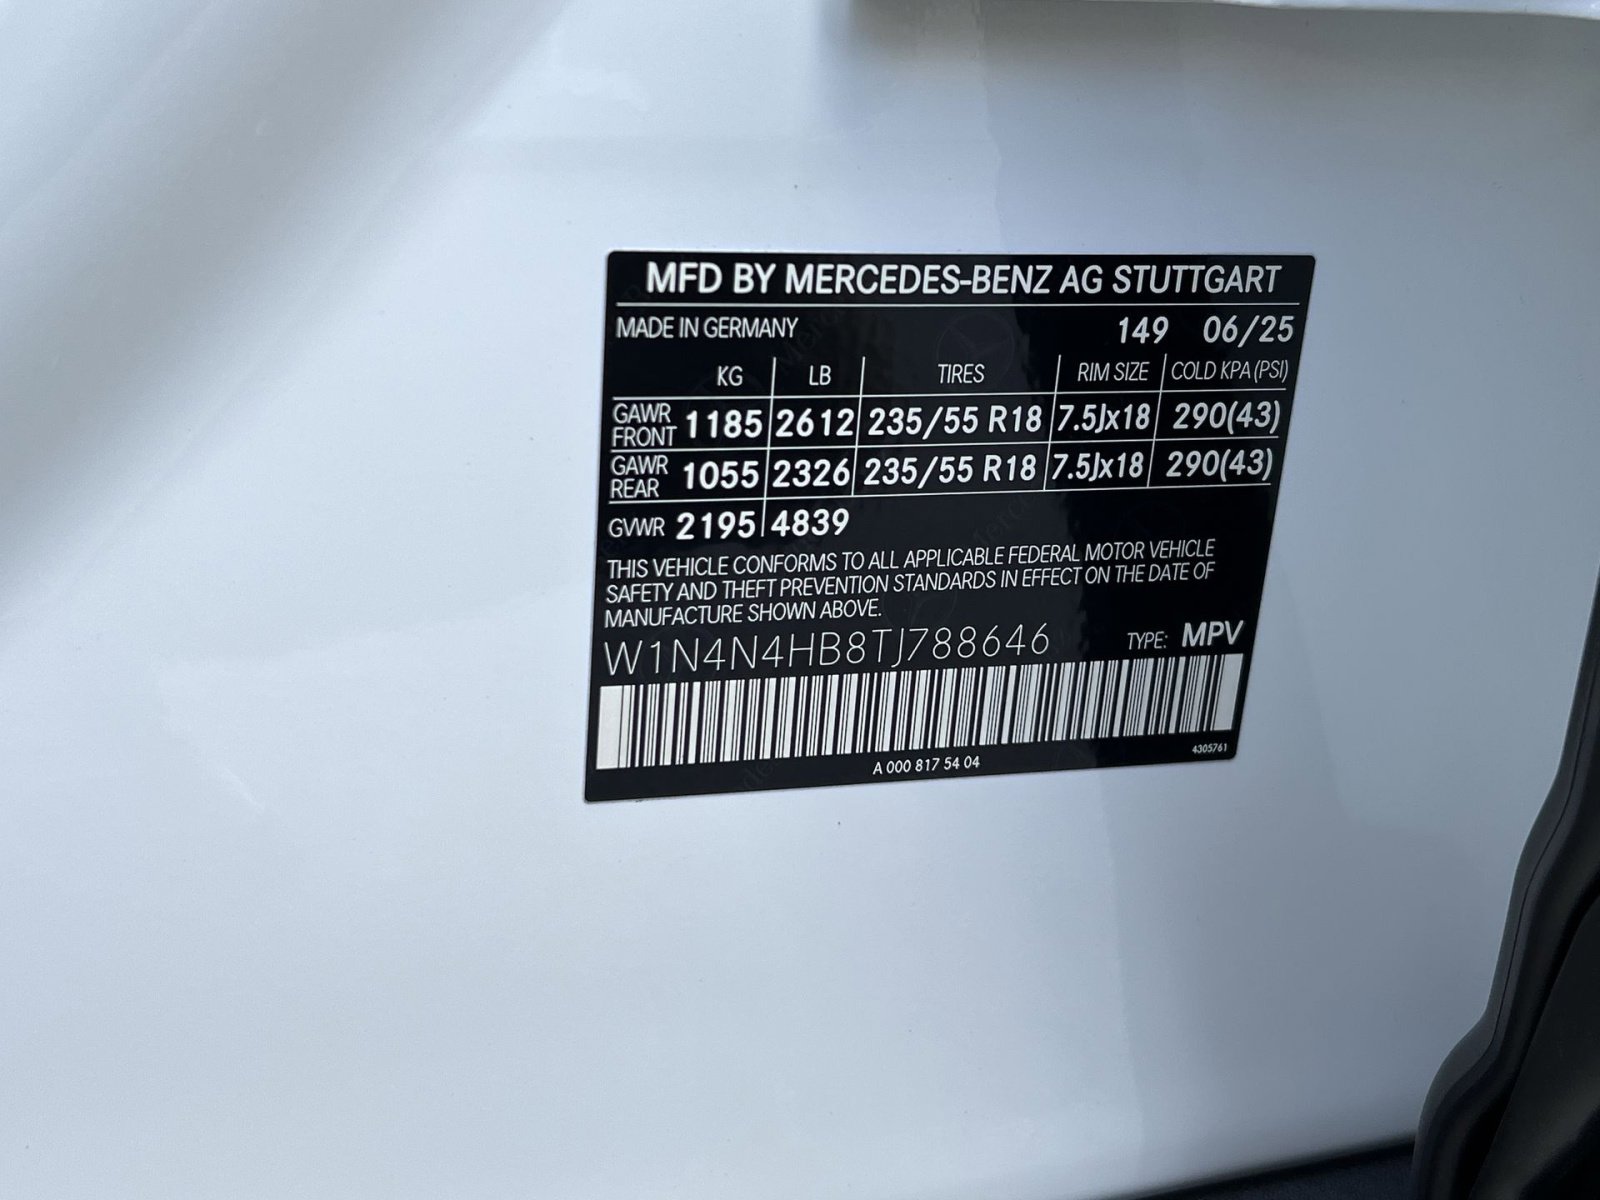 MFD BY MERCEDES-BENZ AG STUTTGART
MADE IN GERMANY 149 06/25
KG LB TIRES RIM SIZE COLD KPA (PSI)
GAWR FRONT 1185 2612 235/55 R18 7.5Jx18 290(43)
GAWR REAR 1055 2326 235/55 R18 7.5Jx18 290(43)
GVWR 2195 4839
THIS VEHICLE CONFORMS TO ALL APPLICABLE FEDERAL MOTOR VEHICLE
SAFETY AND THEFT PREVENTION STANDARDS IN EFFECT ON THE DATE OF
MANUFACTURE SHOWN ABOVE.
W1N4N4HB8TJ788646 TYPE: MPV
A 000 817 54 04 4305761